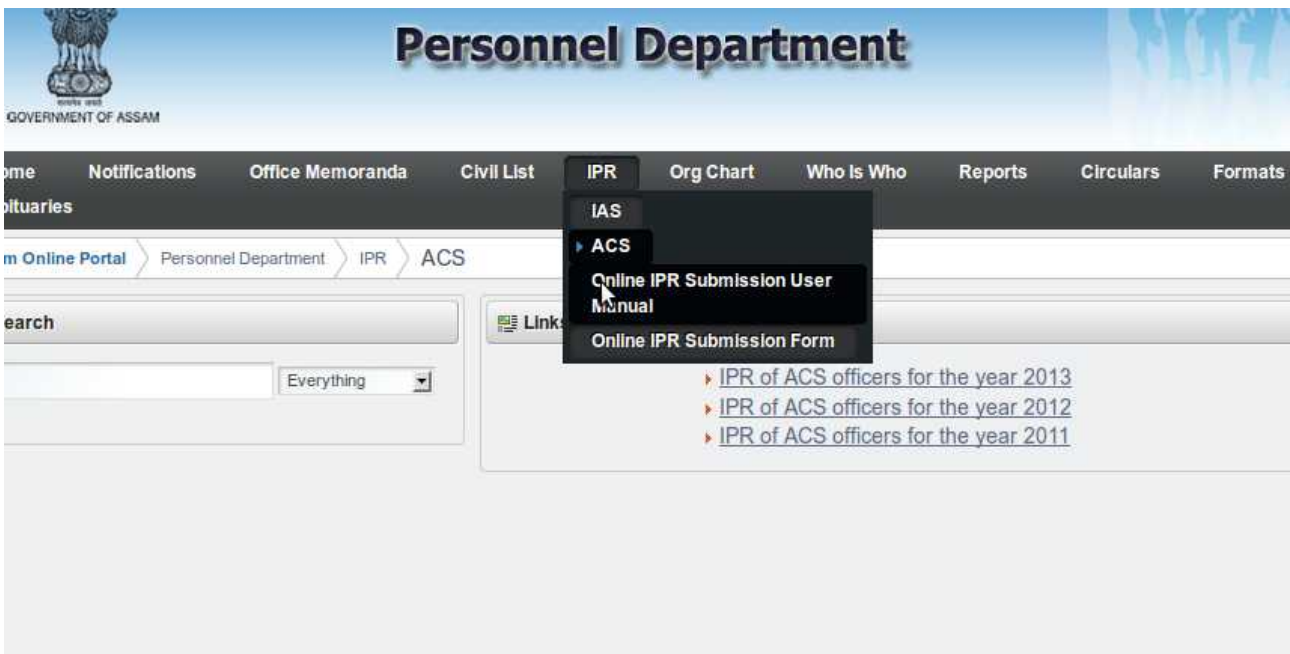 Personnel Department
GOVERNMENT OF ASSAM
ome Notifications Office Memoranda Civil List IPR Org Chart Who Is Who Reports Circulars Formats
bituaries
IAS
ACS
Online IPR Submission User
Manual
Online IPR Submission Form
m Online Portal Personnel Department IPR ACS
earch
Links
Everything
IPR of ACS officers for the year 2013
IPR of ACS officers for the year 2012
IPR of ACS officers for the year 2011